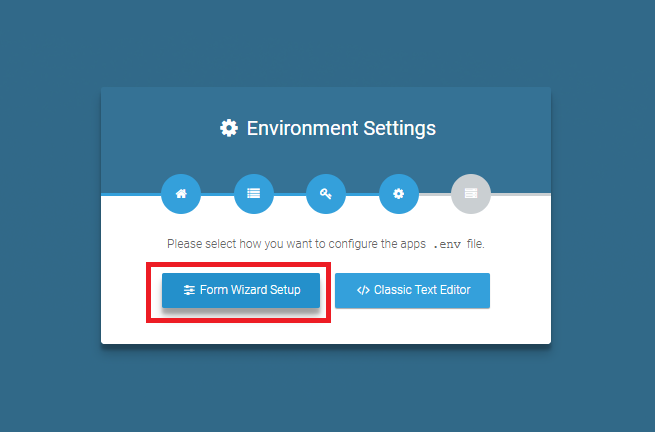 Environment Settings
Please select how you want to configure the apps .env file.
Form Wizard Setup
Classic Text Editor